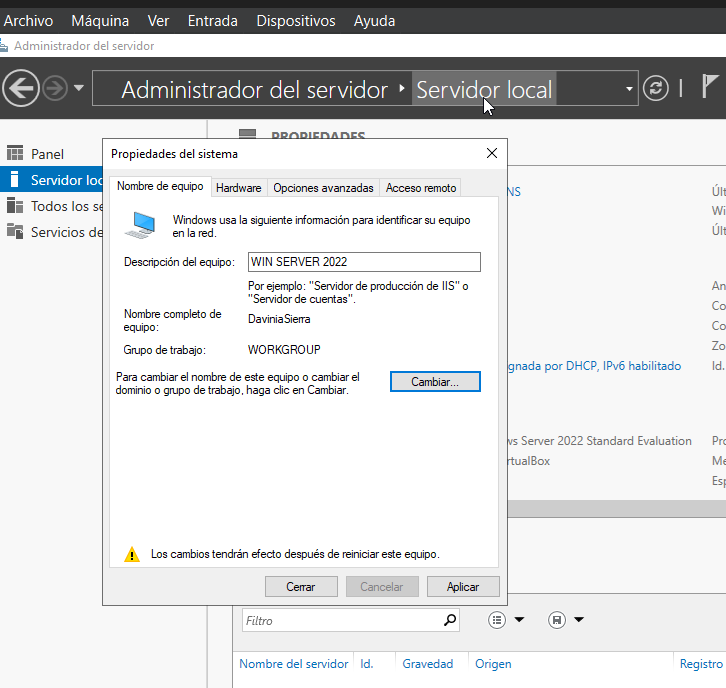 Archivo Máquina Ver Entrada Dispositivos Ayuda
Administrador del servidor
Administrador del servidor Servidor local
PROPIEDADES
Panel
Servidor loc
Todos los se
Servicios de
Propiedades del sistema
Nombre de equipo Hardware Opciones avanzadas Acceso remoto
Windows usa la siguiente información para identificar su equipo
en la red.
Descripción del equipo: WIN SERVER 2022
Por ejemplo: "Servidor de producción de IIS" o
"Servidor de cuentas".
Nombre completo de
equipo:
DaviniaSierra
Grupo de trabajo: WORKGROUP
Para cambiar el nombre de este equipo o cambiar el
dominio o grupo de trabajo, haga clic en Cambiar.
Cambiar...
Los cambios tendrán efecto después de reiniciar este equipo.
Cerrar Cancelar Aplicar
NS
Últ
Wi
Últ
An
Co
Co
Zo
gnada por DHCP, IPv6 habilitado Id.
ws Server 2022 Standard Evaluation Pro
rtualBox Me
Esp
Filtro
Nombre del servidor Id. Gravedad Origen Registro